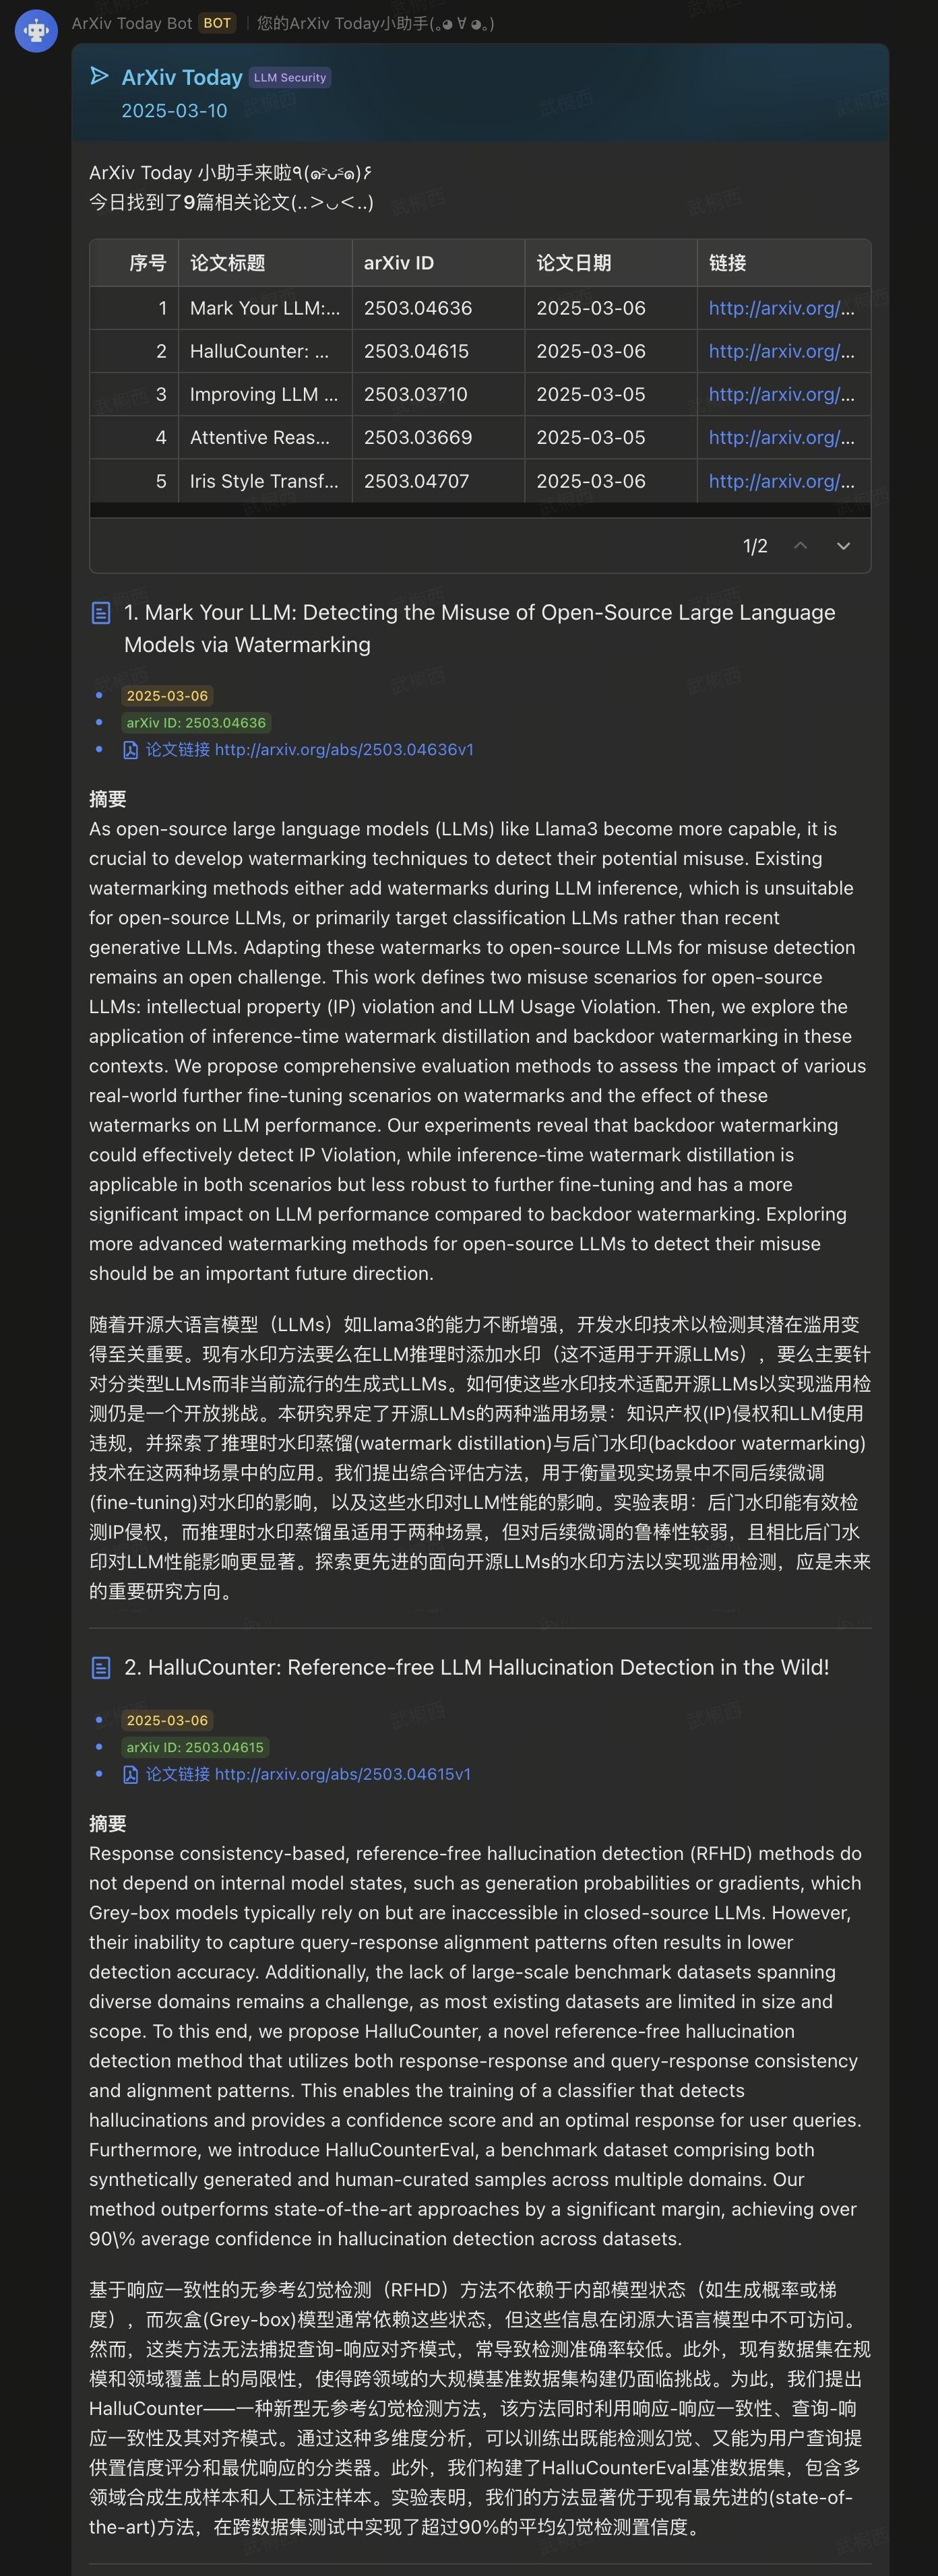 ArXiv Today Bot BOT | 您的ArXiv Today小助手(｡◕ ∀ ◕｡)
ArXiv Today LLM Security
2025-03-10
ArXiv Today 小助手来啦٩(๑˃̵ᴗ˂̵๑)۶
今日找到了9篇相关论文(..＞◡＜..)
序号 论文标题 arXiv ID 论文日期 链接
1 Mark Your LLM:... 2503.04636 2025-03-06 http://arxiv.org/...
2 HalluCounter: ... 2503.04615 2025-03-06 http://arxiv.org/...
3 Improving LLM ... 2503.03710 2025-03-05 http://arxiv.org/...
4 Attentive Reas... 2503.03669 2025-03-05 http://arxiv.org/...
5 Iris Style Transf... 2503.04707 2025-03-06 http://arxiv.org/...
1/2
1. Mark Your LLM: Detecting the Misuse of Open-Source Large Language
Models via Watermarking
2025-03-06
arXiv ID: 2503.04636
论文链接 http://arxiv.org/abs/2503.04636v1
摘要
As open-source large language models (LLMs) like Llama3 become more capable, it is
crucial to develop watermarking techniques to detect their potential misuse. Existing
watermarking methods either add watermarks during LLM inference, which is unsuitable
for open-source LLMs, or primarily target classification LLMs rather than recent
generative LLMs. Adapting these watermarks to open-source LLMs for misuse detection
remains an open challenge. This work defines two misuse scenarios for open-source
LLMs: intellectual property (IP) violation and LLM Usage Violation. Then, we explore the
application of inference-time watermark distillation and backdoor watermarking in these
contexts. We propose comprehensive evaluation methods to assess the impact of various
real-world further fine-tuning scenarios on watermarks and the effect of these
watermarks on LLM performance. Our experiments reveal that backdoor watermarking
could effectively detect IP Violation, while inference-time watermark distillation is
applicable in both scenarios but less robust to further fine-tuning and has a more
significant impact on LLM performance compared to backdoor watermarking. Exploring
more advanced watermarking methods for open-source LLMs to detect their misuse
should be an important future direction.
随着开源大语言模型（LLMs）如Llama3的能力不断增强，开发水印技术以检测其潜在滥用变
得至关重要。现有水印方法要么在LLM推理时添加水印（这不适用于开源LLMs），要么主要针
对分类型LLMs而非当前流行的生成式LLMs。如何使这些水印技术适配开源LLMs以实现滥用检
测仍是一个开放挑战。本研究界定了开源LLMs的两种滥用场景：知识产权(IP)侵权和LLM使用
违规，并探索了推理时水印蒸馏(watermark distillation)与后门水印(backdoor watermarking)
技术在这两种场景中的应用。我们提出综合评估方法，用于衡量现实场景中不同后续微调
(fine-tuning)对水印的影响，以及这些水印对LLM性能的影响。实验表明：后门水印能有效检
测IP侵权，而推理时水印蒸馏虽适用于两种场景，但对后续微调的鲁棒性较弱，且相比后门水
印对LLM性能影响更显著。探索更先进的面向开源LLMs的水印方法以实现滥用检测，应是未来
的重要研究方向。
2. HalluCounter: Reference-free LLM Hallucination Detection in the Wild!
2025-03-06
arXiv ID: 2503.04615
论文链接 http://arxiv.org/abs/2503.04615v1
摘要
Response consistency-based, reference-free hallucination detection (RFHD) methods do
not depend on internal model states, such as generation probabilities or gradients, which
Grey-box models typically rely on but are inaccessible in closed-source LLMs. However,
their inability to capture query-response alignment patterns often results in lower
detection accuracy. Additionally, the lack of large-scale benchmark datasets spanning
diverse domains remains a challenge, as most existing datasets are limited in size and
scope. To this end, we propose HalluCounter, a novel reference-free hallucination
detection method that utilizes both response-response and query-response consistency
and alignment patterns. This enables the training of a classifier that detects
hallucinations and provides a confidence score and an optimal response for user queries.
Furthermore, we introduce HalluCounterEval, a benchmark dataset comprising both
synthetically generated and human-curated samples across multiple domains. Our
method outperforms state-of-the-art approaches by a significant margin, achieving over
90\% average confidence in hallucination detection across datasets.
基于响应一致性的无参考幻觉检测（RFHD）方法不依赖于内部模型状态（如生成概率或梯
度），而灰盒(Grey-box)模型通常依赖这些状态，但这些信息在闭源大语言模型中不可访问。
然而，这类方法无法捕捉查询-响应对齐模式，常导致检测准确率较低。此外，现有数据集在规
模和领域覆盖上的局限性，使得跨领域的大规模基准数据集构建仍面临挑战。为此，我们提出
HalluCounter——一种新型无参考幻觉检测方法，该方法同时利用响应-响应一致性、查询-响
应一致性及其对齐模式。通过这种多维度分析，可以训练出既能检测幻觉、又能为用户查询提
供置信度评分和最优响应的分类器。此外，我们构建了HalluCounterEval基准数据集，包含多
领域合成生成样本和人工标注样本。实验表明，我们的方法显著优于现有最先进的(state-of-
the-art)方法，在跨数据集测试中实现了超过90%的平均幻觉检测置信度。